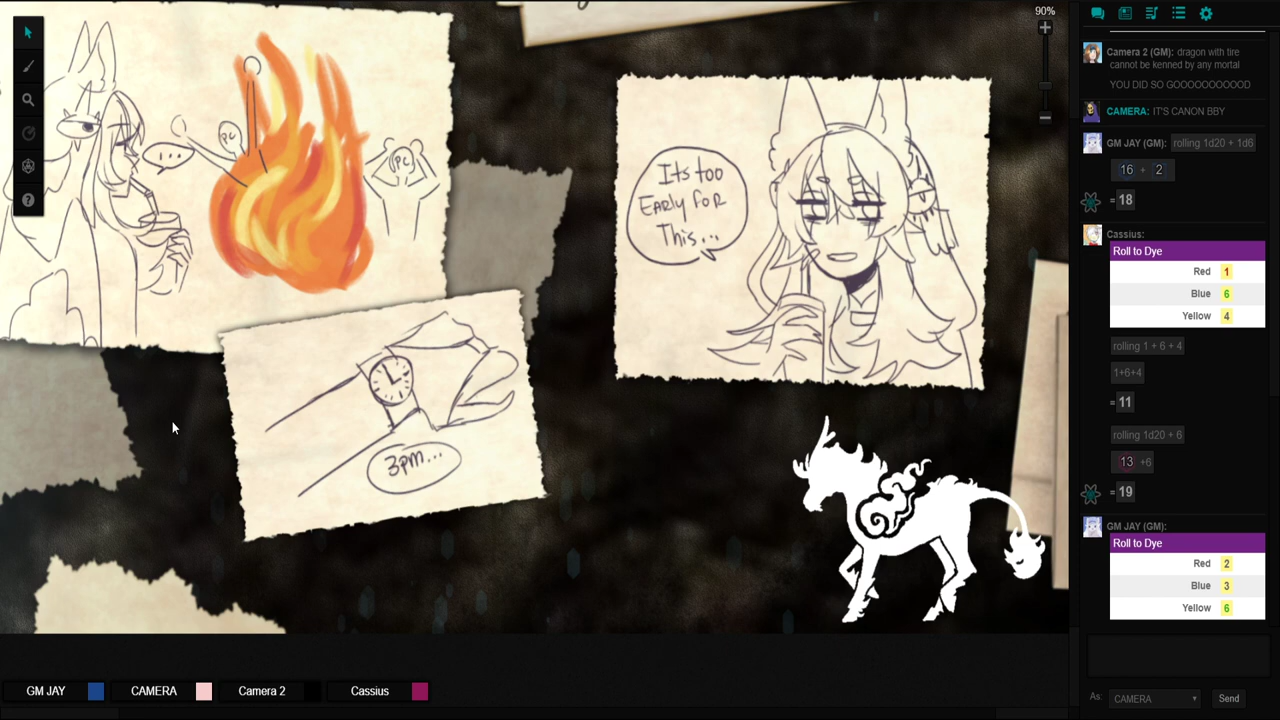 90%
PC
...
PC
Its too
EARly foR
This...
3pm...
Camera 2 (GM): dragon with tire
cannot be kenned by any mortal
YOU DID SO GOOOOOOOOOOD
CAMERA: IT'S CANON BBY
GM JAY (GM): rolling 1d20 + 1d6
16 + 2
= 18
Cassius:
Roll to Dye
Red 1
Blue 6
Yellow 4
rolling 1 + 6 + 4
1+6+4
= 11
rolling 1d20 + 6
13 +6
= 19
GM JAY (GM):
Roll to Dye
Red 2
Blue 3
Yellow 6
GM JAY
CAMERA
Camera 2
Cassius
As: CAMERA
Send